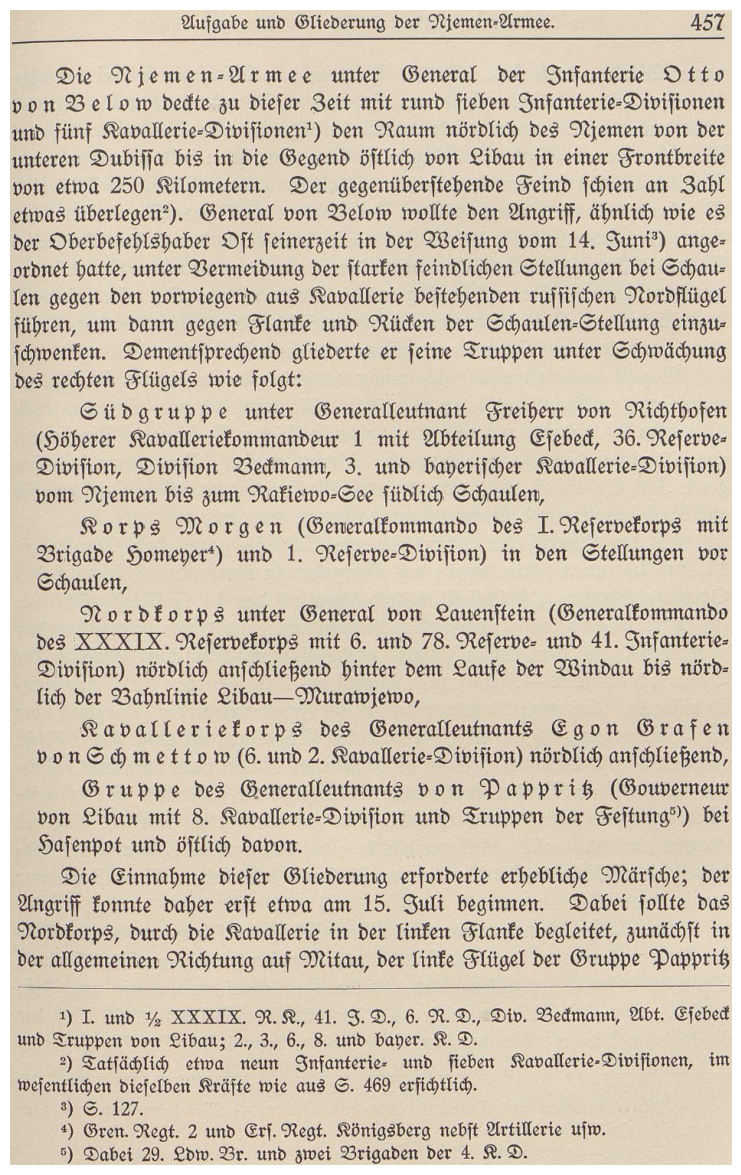 Aufgabe und Gliederung der Njemen-Armee. 457
Die Njemen-Armee unter General der Infanterie Otto
von Below deckte zu dieser Zeit mit rund sieben Infanterie-Divisionen
und fünf Kavallerie-Divisionen¹) den Raum nördlich des Njemen von der
unteren Dubissa bis in die Gegend östlich von Libau in einer Frontbreite
von etwa 250 Kilometern. Der gegenüberstehende Feind schien an Zahl
etwas überlegen²). General von Below wollte den Angriff, ähnlich wie es
der Oberbefehlshaber Ost seinerzeit in der Weisung vom 14. Juni³) ange-
ordnet hatte, unter Vermeidung der starken feindlichen Stellungen bei Schau-
len gegen den vorwiegend aus Kavallerie bestehenden russischen Nordflügel
führen, um dann gegen Flanke und Rücken der Schaulen-Stellung einzu-
schwenken. Dementsprechend gliederte er seine Truppen unter Schwächung
des rechten Flügels wie folgt:
Südgruppe unter Generalleutnant Freiherr von Richthofen
(Höherer Kavalleriekommandeur 1 mit Abteilung Esebeck, 36. Reserve-
Division, Division Beckmann, 3. und bayerischer Kavallerie-Division)
vom Njemen bis zum Rakiewo-See südlich Schaulen,
Korps Morgen (Generalkommando des I. Reservekorps mit
Brigade Homeyer⁴) und 1. Reserve-Division) in den Stellungen vor
Schaulen,
Nordkorps unter General von Lauenstein (Generalkommando
des XXXIX. Reservekorps mit 6. und 78. Reserve- und 41. Infanterie-
Division) nördlich anschließend hinter dem Laufe der Windau bis nörd-
lich der Bahnlinie Libau—Murawjewo,
Kavalleriekorps des Generalleutnants Egon Grafen
von Schmettow (6. und 2. Kavallerie-Division) nördlich anschließend,
Gruppe des Generalleutnants von Pappritz (Gouverneur
von Libau mit 8. Kavallerie-Division und Truppen der Festung⁵)) bei
Hasenpot und östlich davon.
Die Einnahme dieser Gliederung erforderte erhebliche Märsche; der
Angriff konnte daher erst etwa am 15. Juli beginnen. Dabei sollte das
Nordkorps, durch die Kavallerie in der linken Flanke begleitet, zunächst in
der allgemeinen Richtung auf Mitau, der linke Flügel der Gruppe Pappritz
¹) I. und ½ XXXIX. R. K., 41. J. D., 6. R. D., Div. Beckmann, Abt. Esebeck
und Truppen von Libau; 2., 3., 6., 8. und bayer. K. D.
²) Tatsächlich etwa neun Infanterie- und sieben Kavallerie-Divisionen, im
wesentlichen dieselben Kräfte wie aus S. 469 ersichtlich.
³) S. 127.
⁴) Gren. Regt. 2 und Ers. Regt. Königsberg nebst Artillerie usw.
⁵) Dabei 29. Ldw. Br. und zwei Brigaden der 4. K. D.